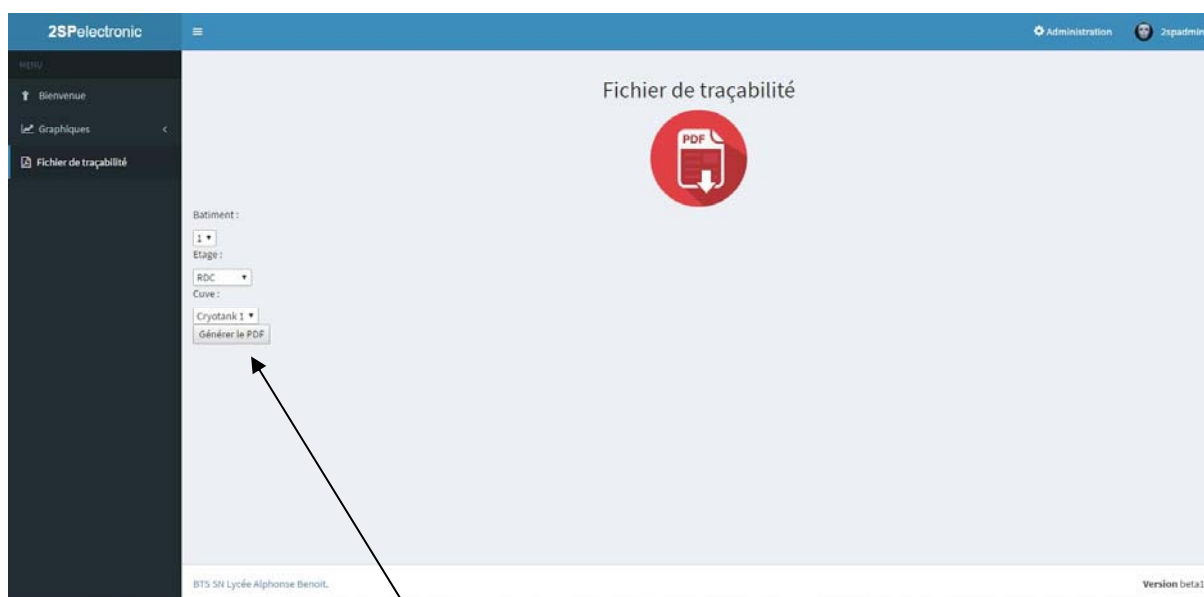 2SPelectronic
Administration
2spadmin
MENU
Bienvenue
Graphiques
Fichier de traçabilité
Fichier de traçabilité
PDF
Batiment :
1
Etage :
RDC
Cuve :
Cryotank 1
Générer le PDF
BTS SN Lycée Alphonse Benoit.
Version beta1